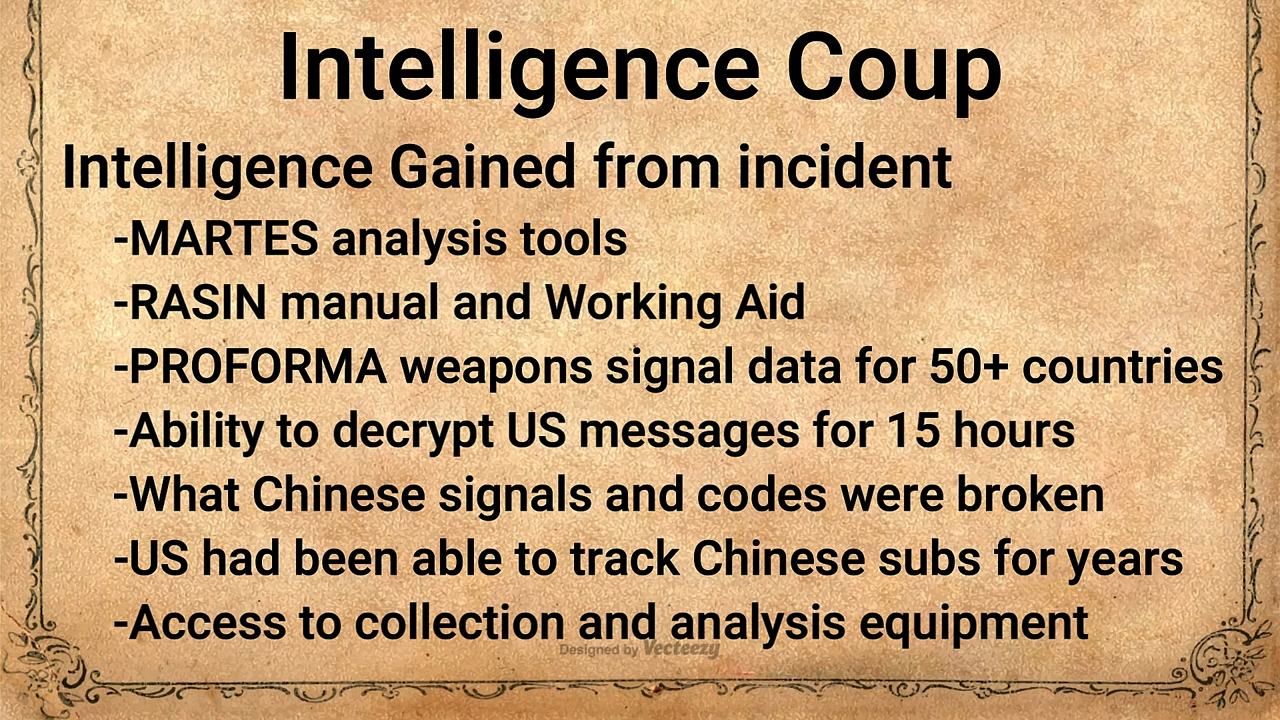 Intelligence Coup
Intelligence Gained from incident
-MARTES analysis tools
-RASIN manual and Working Aid
-PROFORMA weapons signal data for 50+ countries
-Ability to decrypt US messages for 15 hours
-What Chinese signals and codes were broken
-US had been able to track Chinese subs for years
-Access to collection and analysis equipment
Designed by Vecteezy